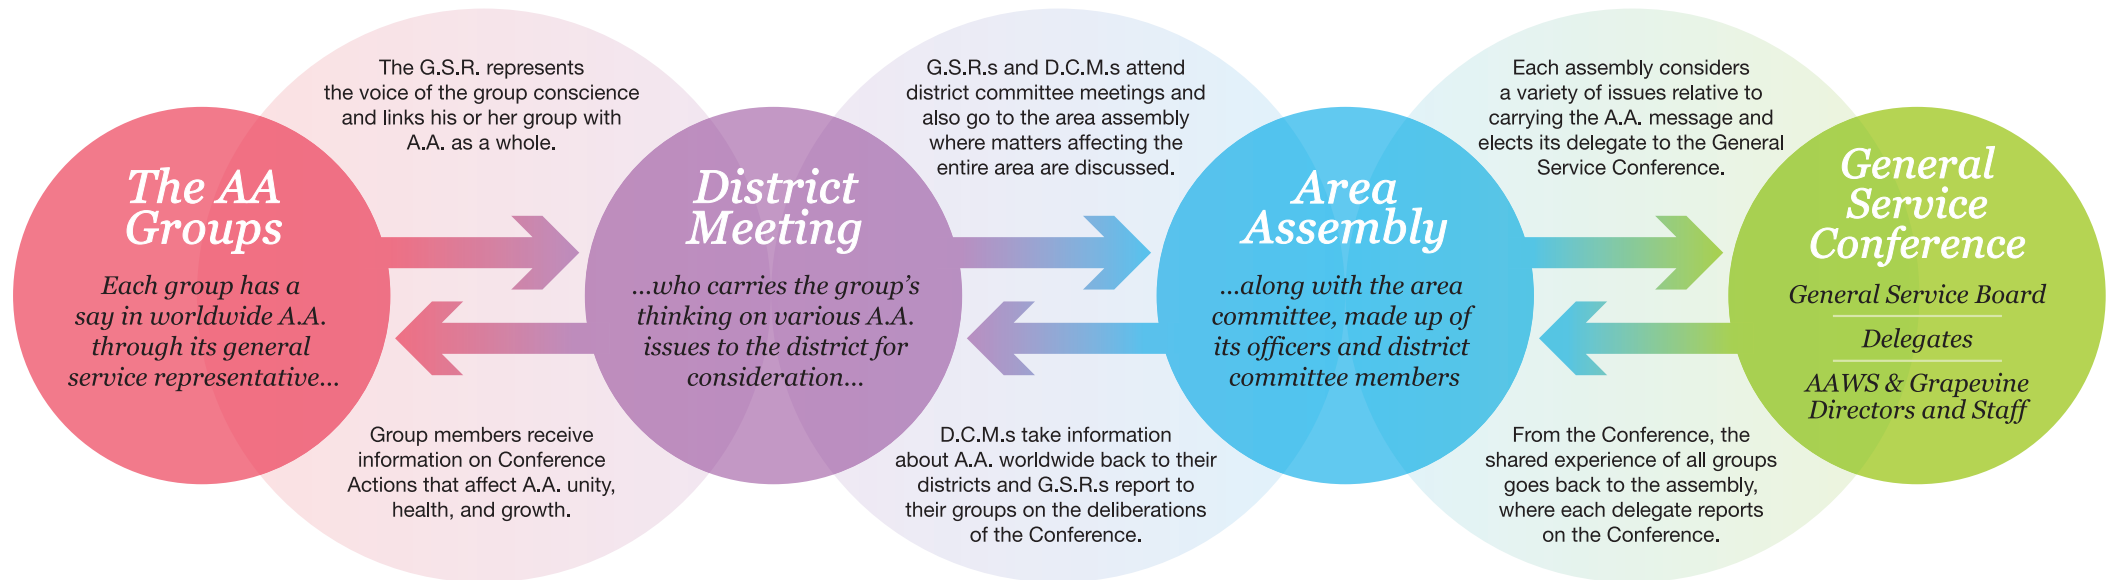 The AA
Groups
Each group has a
say in worldwide A.A.
through its general
service representative...
The G.S.R. represents
the voice of the group conscience
and links his or her group with
A.A. as a whole.
Group members receive
information on Conference
Actions that affect A.A. unity,
health, and growth.
District
Meeting
...who carries the group’s
thinking on various A.A.
issues to the district for
consideration...
G.S.R.s and D.C.M.s attend
district committee meetings and
also go to the area assembly
where matters affecting the
entire area are discussed.
D.C.M.s take information
about A.A. worldwide back to their
districts and G.S.R.s report to
their groups on the deliberations
of the Conference.
Area
Assembly
...along with the area
committee, made up of
its officers and district
committee members
Each assembly considers
a variety of issues relative to
carrying the A.A. message and
elects its delegate to the General
Service Conference.
From the Conference, the
shared experience of all groups
goes back to the assembly,
where each delegate reports
on the Conference.
General
Service
Conference
General Service Board
Delegates
AAWS & Grapevine
Directors and Staff